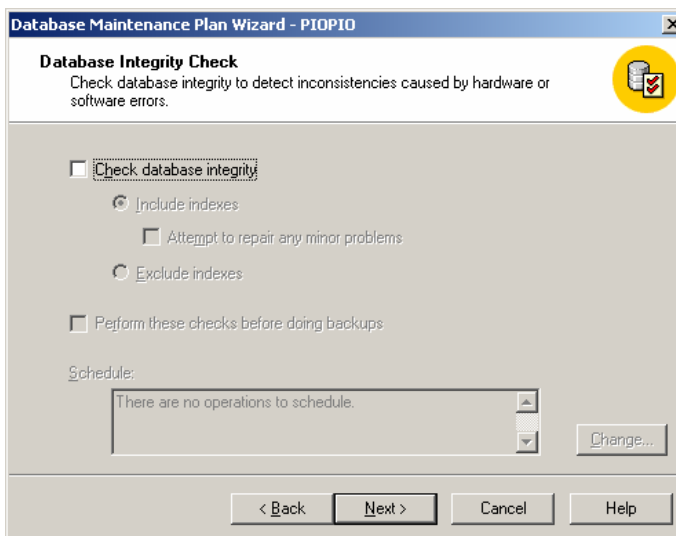 Database Maintenance Plan Wizard - PIOPIO
Database Integrity Check
Check database integrity to detect inconsistencies caused by hardware or
software errors.
Check database integrity
Include indexes
Attempt to repair any minor problems
Exclude indexes
Perform these checks before doing backups
Schedule:
There are no operations to schedule.
Change...
< Back
Next >
Cancel
Help